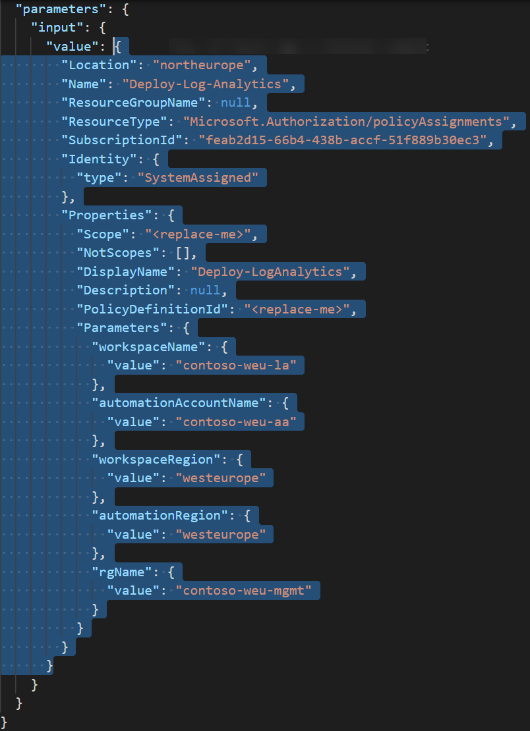 "parameters": {
"input": {
"value": {
"Location": "northeurope",
"Name": "Deploy-Log-Analytics",
"ResourceGroupName": null,
"ResourceType": "Microsoft.Authorization/policyAssignments",
"SubscriptionId": "feab2d15-66b4-438b-accf-51f889b30ec3",
"Identity": {
"type": "SystemAssigned"
},
"Properties": {
"Scope": "<replace-me>",
"NotScopes": [],
"DisplayName": "Deploy-LogAnalytics",
"Description": null,
"PolicyDefinitionId": "<replace-me>",
"Parameters": {
"workspaceName": {
"value": "contoso-weu-la"
},
"automationAccountName": {
"value": "contoso-weu-aa"
},
"workspaceRegion": {
"value": "westeurope"
},
"automationRegion": {
"value": "westeurope"
},
"rgName": {
"value": "contoso-weu-mgmt"
}
}
}
}
}
}
}